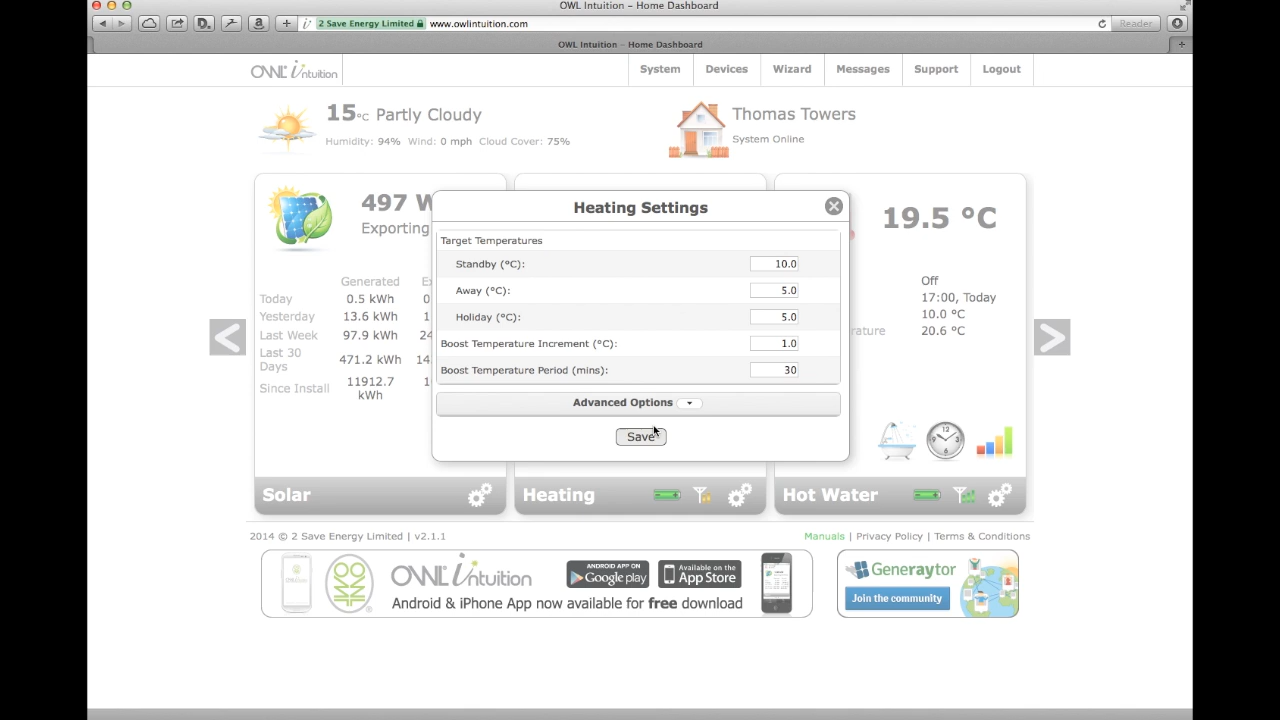 OWL Intuition – Home Dashboard
2 Save Energy Limited www.owlintuition.com Reader
OWL Intuition – Home Dashboard
OWL intuition System Devices Wizard Messages Support Logout
15°C Partly Cloudy
Humidity: 94% Wind: 0 mph Cloud Cover: 75%
Thomas Towers
System Online
497 W
Exporting
Generated
Today 0.5 kWh 0
Yesterday 13.6 kWh 1
Last Week 97.9 kWh 24
Last 30 Days 471.2 kWh 14
Since Install 11912.7 kWh 1
Solar
Heating Settings
Target Temperatures
Standby (°C): 10.0
Away (°C): 5.0
Holiday (°C): 5.0
Boost Temperature Increment (°C): 1.0
Boost Temperature Period (mins): 30
Advanced Options
Save
Heating
19.5 °C
Off
17:00, Today
10.0 °C
20.6 °C
Hot Water
2014 © 2 Save Energy Limited | v2.1.1
Manuals | Privacy Policy | Terms & Conditions
OWL intuition
ANDROID APP ON Google play
Available on the App Store
Android & iPhone App now available for free download
Generaytor
Join the community